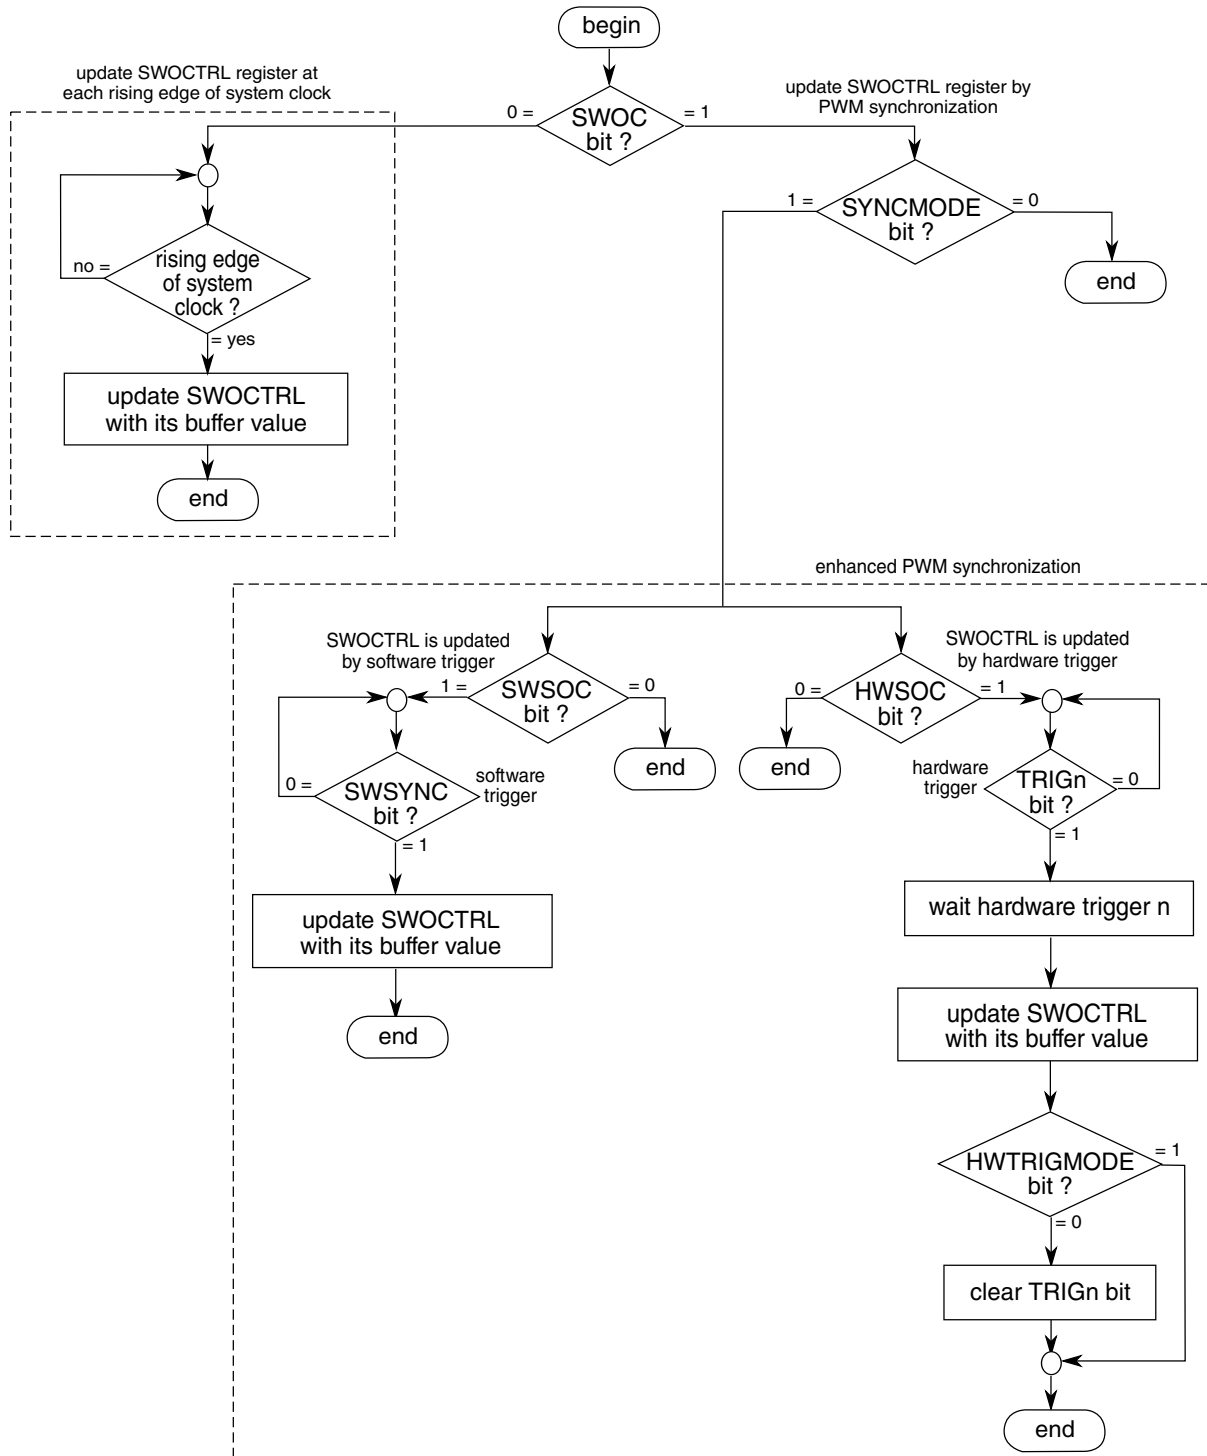 begin
update SWOCTRL register at
each rising edge of system clock
0 =
SWOC
bit ?
= 1
update SWOCTRL register by
PWM synchronization
1 =
SYNCMODE
bit ?
= 0
end
no =
rising edge
of system
clock ?
= yes
update SWOCTRL
with its buffer value
end
enhanced PWM synchronization
SWOCTRL is updated
by software trigger
1 =
SWSOC
bit ?
= 0
end
0 =
SWSYNC
bit ?
software
trigger
= 1
update SWOCTRL
with its buffer value
end
SWOCTRL is updated
by hardware trigger
0 =
HWSOC
bit ?
= 1
end
hardware
trigger
TRIGn
bit ?
= 0
= 1
wait hardware trigger n
update SWOCTRL
with its buffer value
HWTRIGMODE
bit ?
= 1
= 0
clear TRIGn bit
end